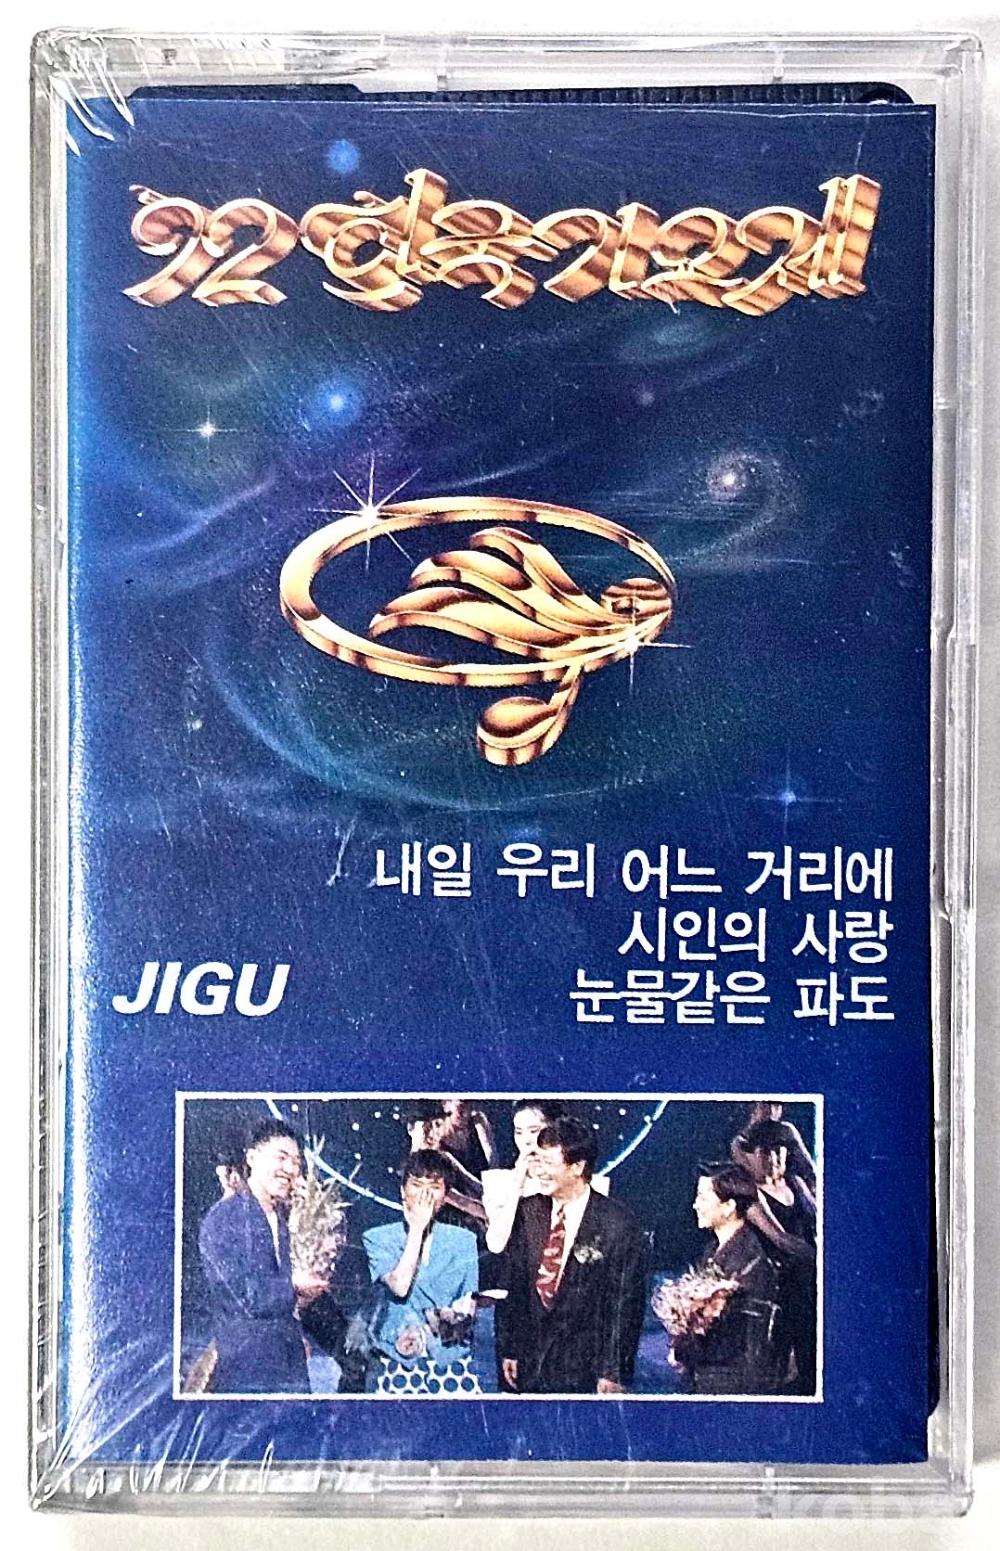 '92 한국가요제
내일 우리 어느 거리에
시인의 사랑
눈물같은 파도
JIGU